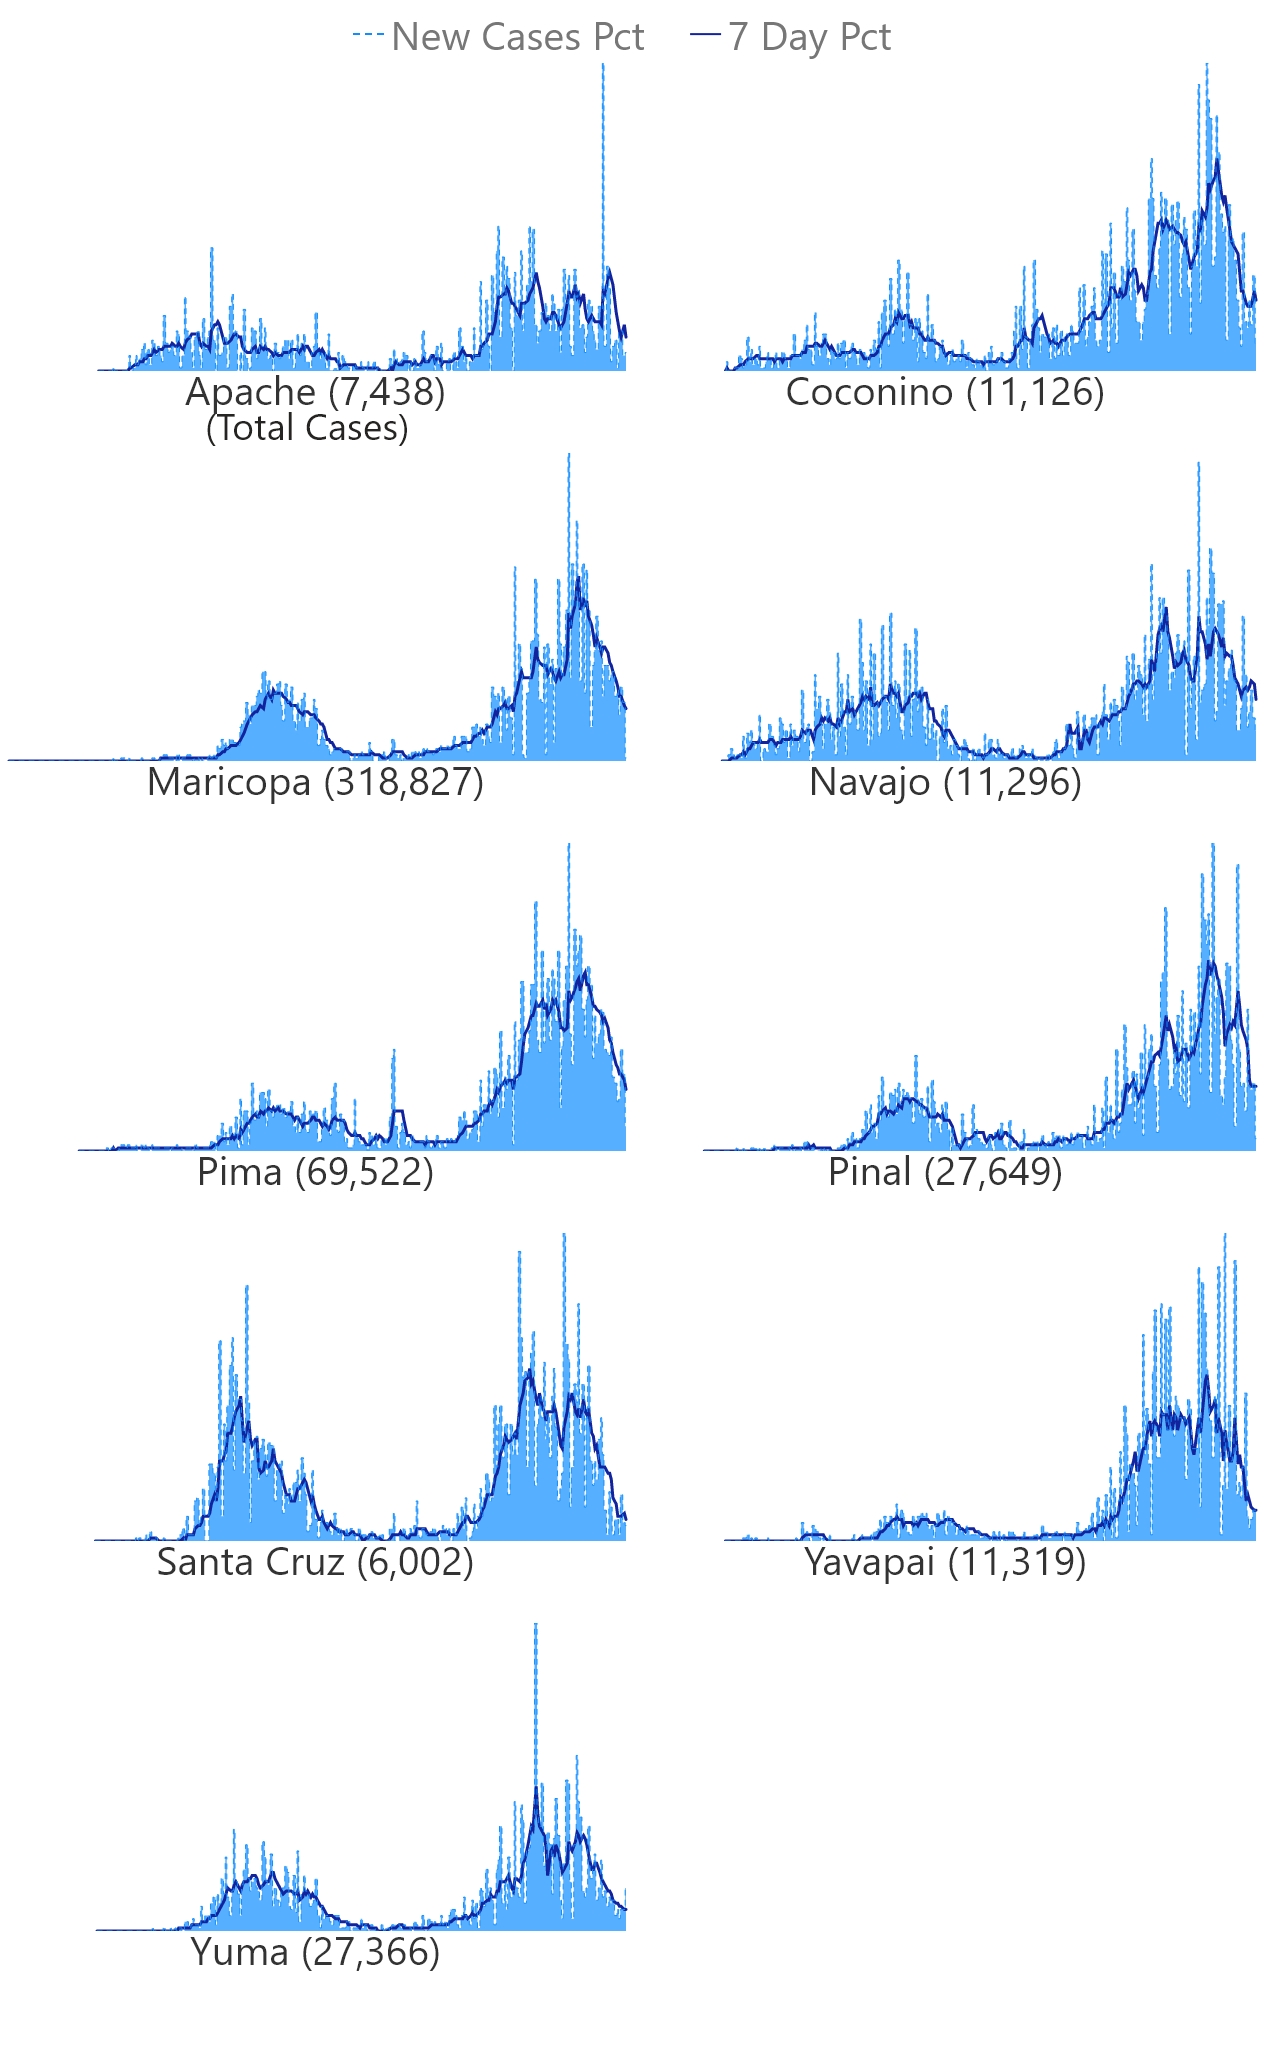 New Cases Pct 7 Day Pct
Apache (7,438) Coconino (11,126)
(Total Cases)
Maricopa (318,827) Navajo (11,296)
Pima (69,522) Pinal (27,649)
Santa Cruz (6,002) Yavapai (11,319)
Yuma (27,366)